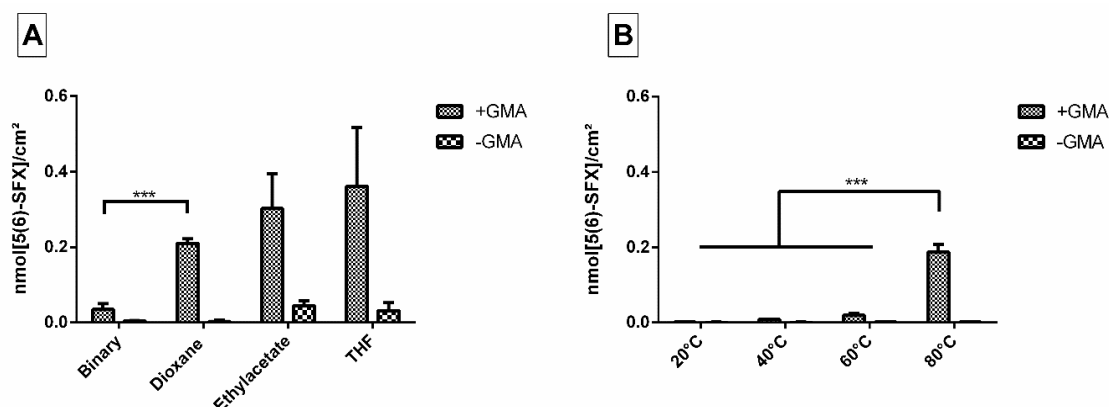 A
nmol[5(6)-SFX]/cm²
0.6
0.4
0.2
0.0
***
+GMA
-GMA
Binary
Dioxane
Ethylacetate
THF
B
nmol[5(6)-SFX]/cm²
0.6
0.4
0.2
0.0
***
+GMA
-GMA
20°C
40°C
60°C
80°C